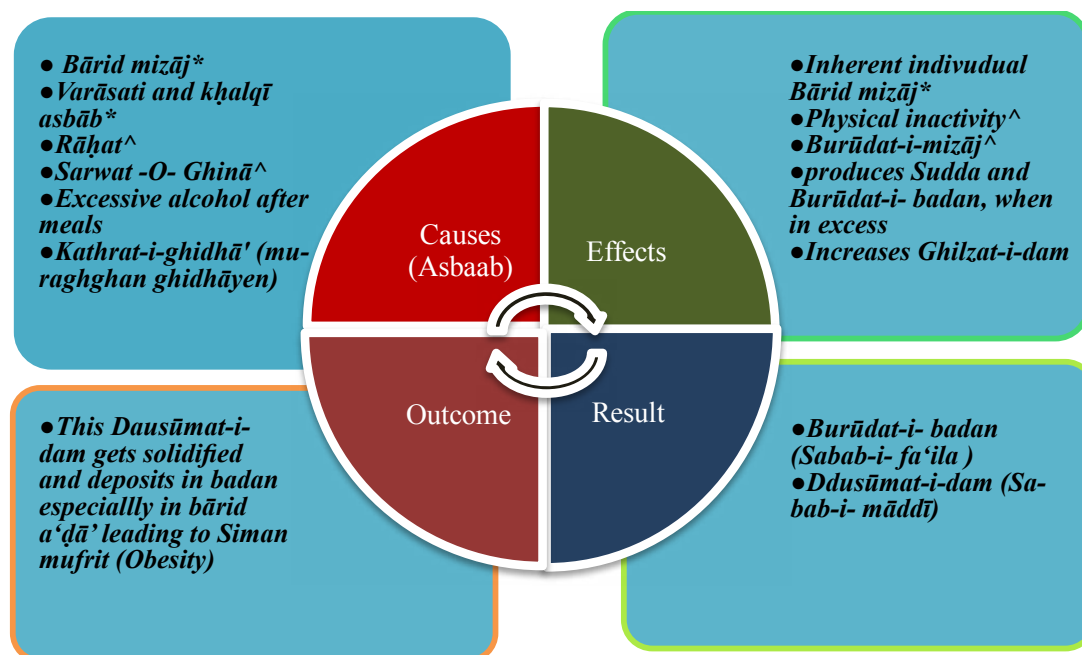 ● Bārid mizāj*
●Varāsati and kḥalqī
asbāb*
●Rāḥat^
●Sarwat -O- Ghinā^
●Excessive alcohol after
meals
●Kathrat-i-ghidhā' (mu-
raghghan ghidhāyen)
●Inherent indivudual
Bārid mizāj*
●Physical inactivity^
●Burūdat-i-mizāj^
●produces Sudda and
Burūdat-i- badan, when
in excess
●Increases Ghilzat-i-dam
Causes
(Asbaab)
Effects
Outcome
Result
●This Dausūmat-i-
dam gets solidified
and deposits in badan
especiallly in bārid
a‘ḍā’ leading to Siman
mufrit (Obesity)
●Burūdat-i- badan
(Sabab-i- fa‘ila )
●Ddusūmat-i-dam (Sa-
bab-i- māddī)